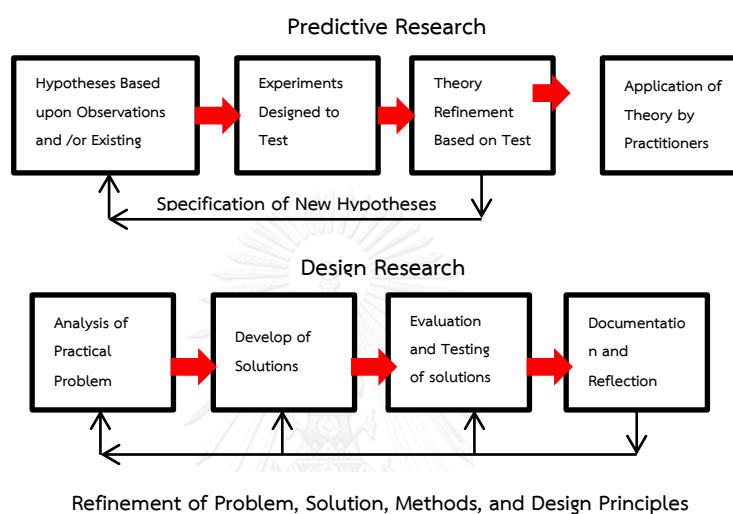 Predictive Research
Hypotheses Based
upon Observations
and /or Existing
Experiments
Designed to
Test
Theory
Refinement
Based on Test
Application of
Theory by
Practitioners
Specification of New Hypotheses
Design Research
Analysis of
Practical
Problem
Develop of
Solutions
Evaluation
and Testing
of solutions
Documentatio
n and
Reflection
Refinement of Problem, Solution, Methods, and Design Principles